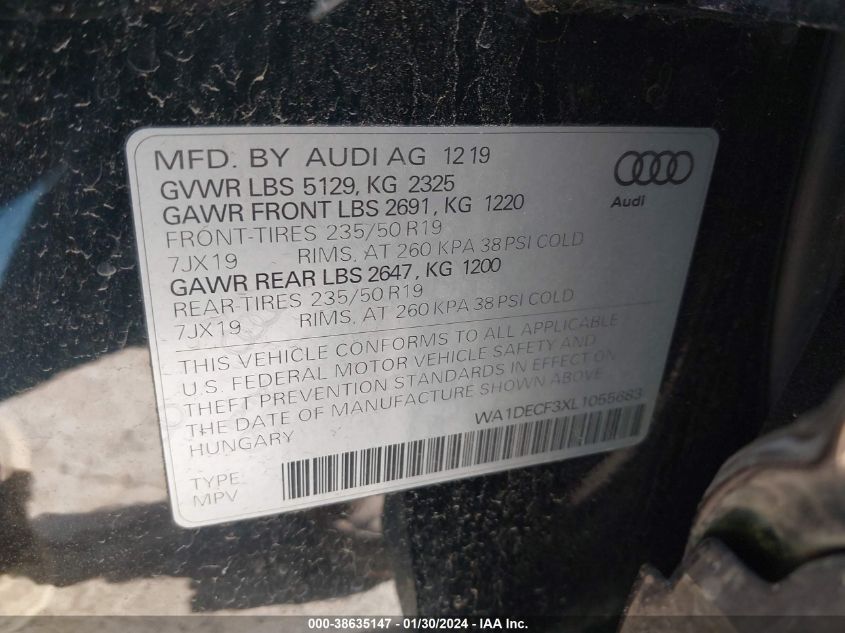 MFD. BY AUDI AG 12 19
GVWR LBS 5129, KG 2325
GAWR FRONT LBS 2691, KG 1220
FRONT-TIRES 235/50 R19
7JX19 RIMS, AT 260 KPA 38 PSI COLD
GAWR REAR LBS 2647, KG 1200
REAR-TIRES 235/50 R19
7JX19 RIMS, AT 260 KPA 38 PSI COLD
Audi
THIS VEHICLE CONFORMS TO ALL APPLICABLE
U.S. FEDERAL MOTOR VEHICLE SAFETY AND
THEFT PREVENTION STANDARDS IN EFFECT ON
THE DATE OF MANUFACTURE SHOWN ABOVE
HUNGARY
WA1DECF3XL1055683
TYPE:
MPV
000-38635147 - 01/30/2024 - WWW.IAAI.COM